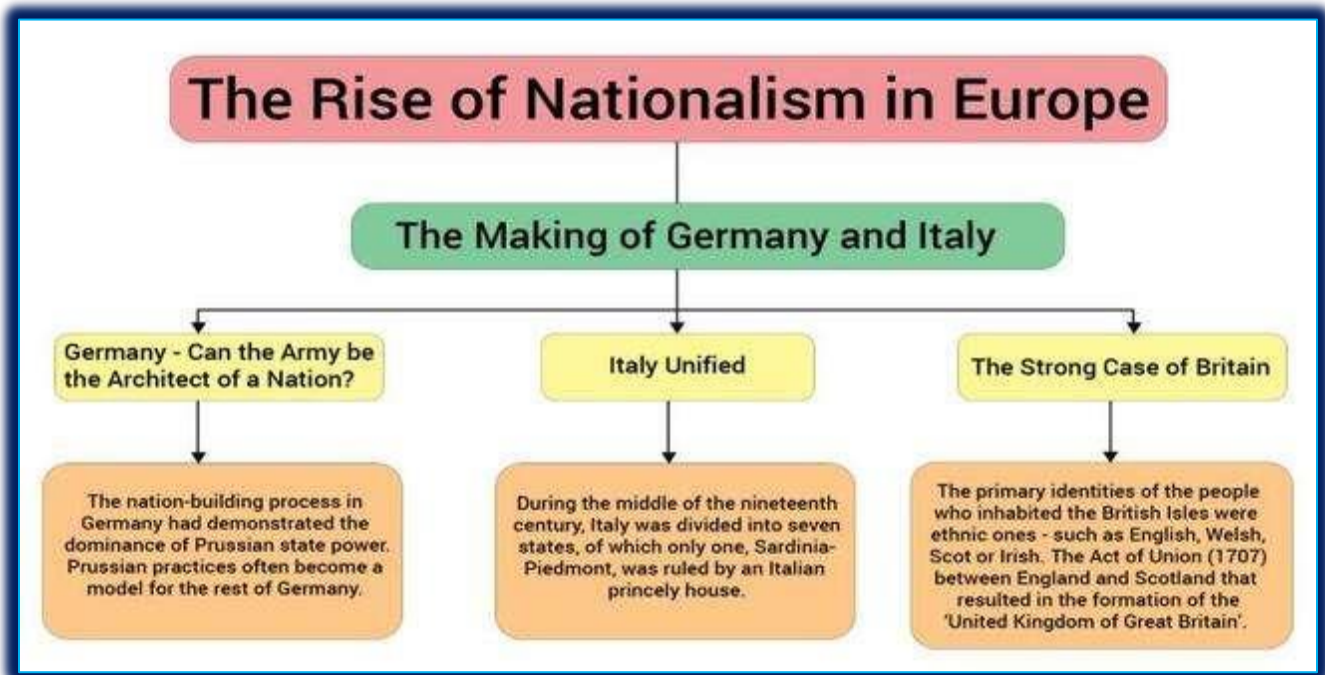 The Rise of Nationalism in Europe
The Making of Germany and Italy
Germany - Can the Army be
the Architect of a Nation?
The nation-building process in
Germany had demonstrated the
dominance of Prussian state power.
Prussian practices often become a
model for the rest of Germany.
Italy Unified
During the middle of the nineteenth
century, Italy was divided into seven
states, of which only one, Sardinia-
Piedmont, was ruled by an Italian
princely house.
The Strong Case of Britain
The primary identities of the people
who inhabited the British Isles were
ethnic ones - such as English, Welsh,
Scot or Irish. The Act of Union (1707)
between England and Scotland that
resulted in the formation of the
‘United Kingdom of Great Britain’.